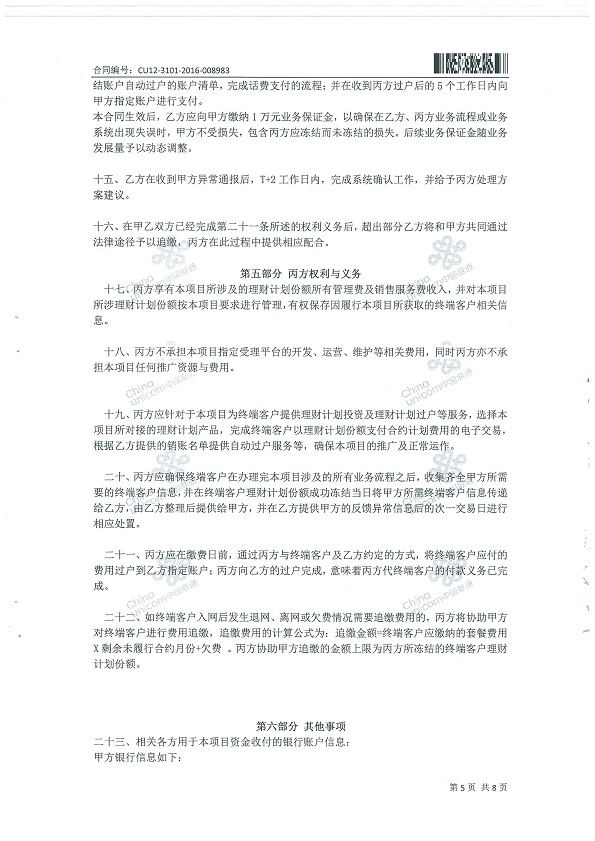 合同编号: CU12-3101-2016-008983
结账户自动过户的账户清单，完成话费支付的流程；并在收到丙方过户后的 5 个工作日内向
甲方指定账户进行支付。
本合同生效后，乙方应向甲方缴纳 1 万元业务保证金，以确保在乙方、丙方业务流程或业务
系统出现失误时，甲方不受损失，包含丙方应冻结而未冻结的损失。后续业务保证金随业务
发展量予以动态调整。
十五、乙方在收到甲方异常通报后，T+2 工作日内，完成系统确认工作，并给予丙方处理方
案建议。
十六、在甲乙双方已经完成第二十一条所述的权利义务后，超出部分乙方将和甲方共同通过
法律途径予以追缴，丙方在此过程中提供相应配合。
第五部分 丙方权利与义务
十七、丙方享有本项目所涉及的理财计划份额所有管理费及销售服务费收入，并对本项目
所涉理财计划份额按本项目要求进行管理，有权保存因履行本项目所获取的终端客户相关信
息。
十八、丙方不承担本项目指定受理平台的开发、运营、维护等相关费用，同时丙方亦不承
担本项目任何推广资源与费用。
十九、丙方应针对于本项目为终端客户提供理财计划投资及理财计划过户等服务，选择本
项目所对接的理财计划产品，完成终端客户以理财计划份额支付合约计划费用的电子交易，
根据乙方提供的销账名单提供自动过户服务等，确保本项目的推广及正常运作。
二十、丙方应确保终端客户在办理完本项目涉及的所有业务流程之后，收集齐全甲方所需
要的终端客户信息，并在终端客户理财计划份额成功冻结当日将甲方所需终端客户信息传递
给乙方，由乙方整理后提供给甲方，并在乙方提供甲方的反馈异常信息后的次一交易日进行
相应处置。
二十一、丙方应在缴费日前，通过丙方与终端客户及乙方约定的方式，将终端客户应付的
费用过户到乙方指定账户；丙方向乙方的过户完成，意味着丙方代终端客户的付款义务已完
成。
二十二、如终端客户入网后发生退网、离网或欠费情况需要追缴费用的，丙方将协助甲方
对终端客户进行费用追缴，追缴费用的计算公式为：追缴金额=终端客户应缴纳的套餐费用
X 剩余未履行合约月份+欠费 。丙方协助甲方追缴的金额上限为丙方所冻结的终端客户理财
计划份额。
第六部分 其他事项
二十三、相关各方用于本项目资金收付的银行账户信息：
甲方银行信息如下：
第 5 页 共 8 页
China
unicom中国联通